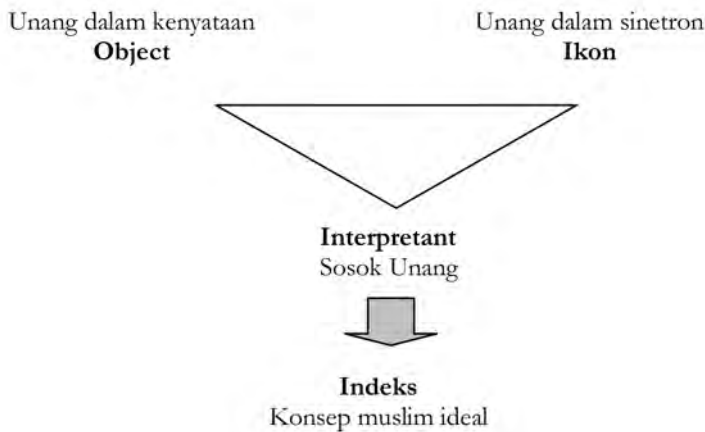 Unang dalam kenyataan
Object
Unang dalam sinetron
Ikon
Interpretant
Sosok Unang
Indeks
Konsep muslim ideal